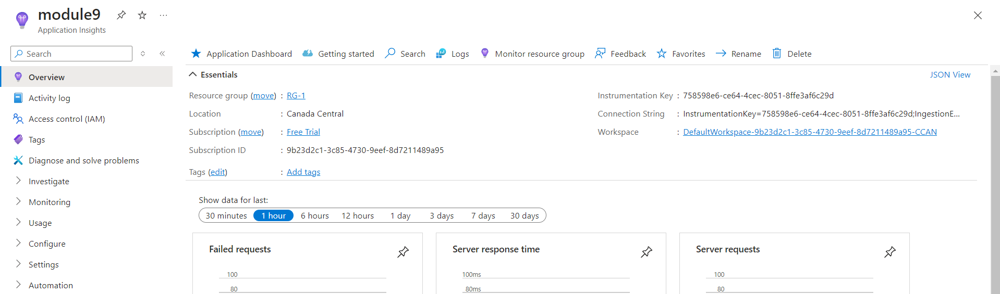 module9
Application Insights
Search
Overview
Activity log
Access control (IAM)
Tags
Diagnose and solve problems
Investigate
Monitoring
Usage
Configure
Settings
Automation
Application Dashboard Getting started Search Logs Monitor resource group Feedback Favorites Rename Delete
Essentials
JSON View
Resource group (move) : RG-1
Location : Canada Central
Subscription (move) : Free Trial
Subscription ID : 9b23d2c1-3c85-4730-9eef-8d7211489a95
Tags (edit) : Add tags
Instrumentation Key : 758598e6-ce64-4cec-8051-8ffe3af6c29d
Connection String : InstrumentationKey=758598e6-ce64-4cec-8051-8ffe3af6c29d;IngestionE...
Workspace : DefaultWorkspace-9b23d2c1-3c85-4730-9eef-8d7211489a95-CCAN
Show data for last:
30 minutes 1 hour 6 hours 12 hours 1 day 3 days 7 days 30 days
Failed requests
100
80
Server response time
100ms
80ms
Server requests
100
80